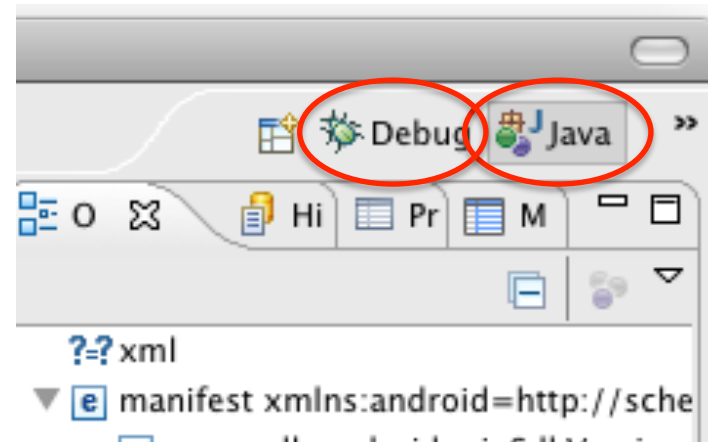 Debug Java »
O Hi Pr M
?=? xml
e manifest xmlns:android=http://sche